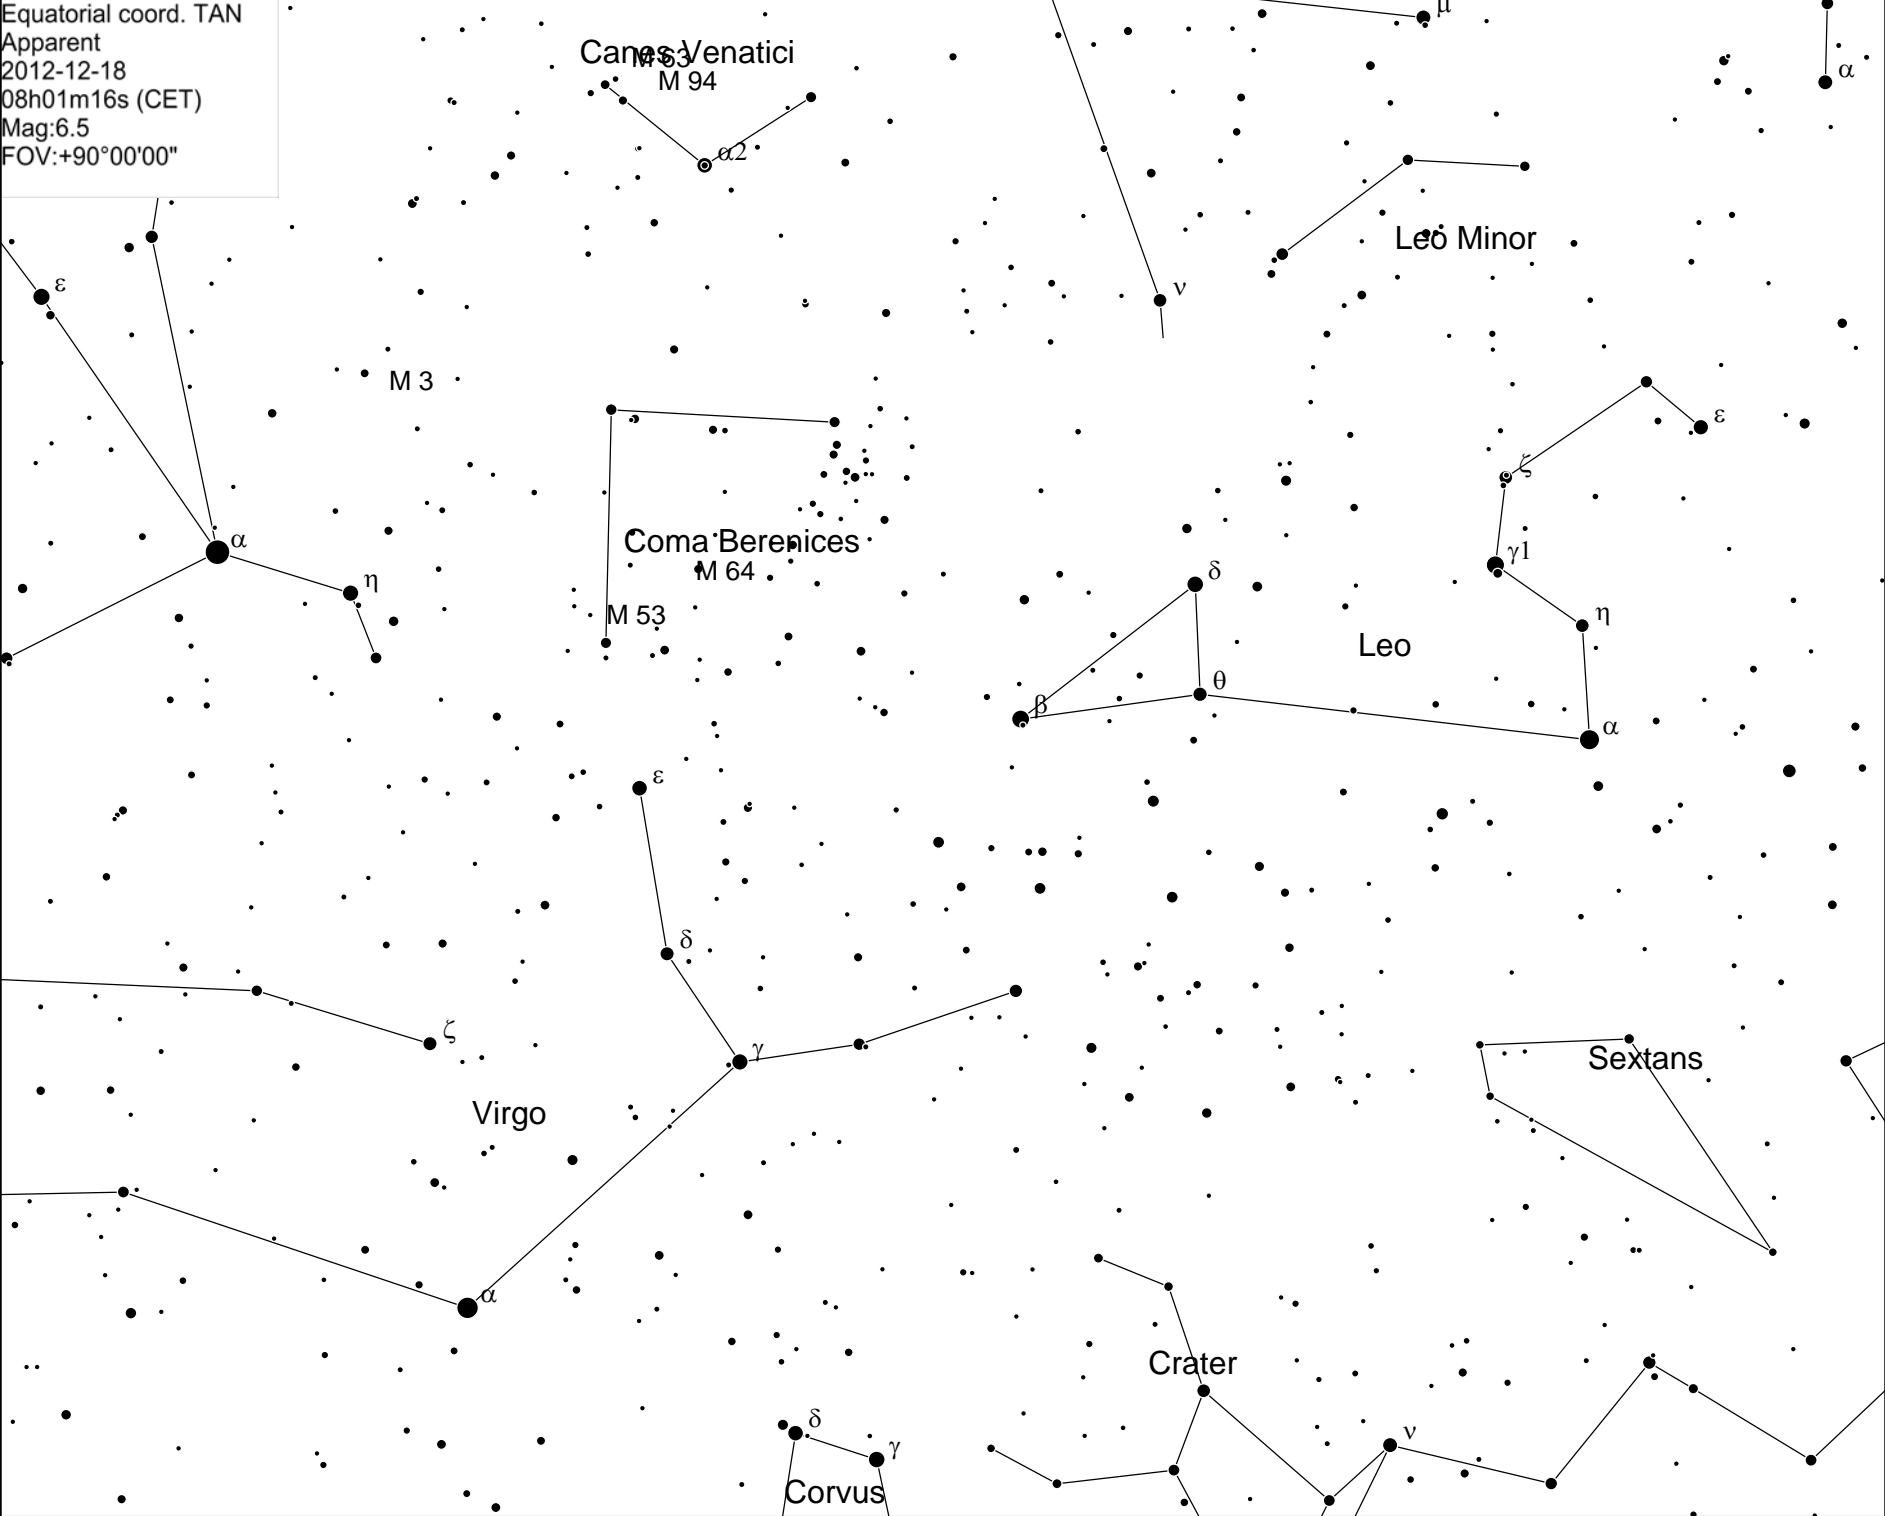 Equatorial coord. TAN
Apparent
2012-12-18
08h01m16s (CET)
Mag:6.5
FOV:+90°00'00"
μ
Canes Venatici
M 63
M 94
α
α2
Leo Minor
ε
ν
M 3
ε
ζ
α
Coma Berenices
γ1
M 64
δ
η
M 53
η
Leo
θ
β
α
ε
δ
ζ
γ
Sextans
Virgo
α
Crater
δ
ν
γ
Corvus